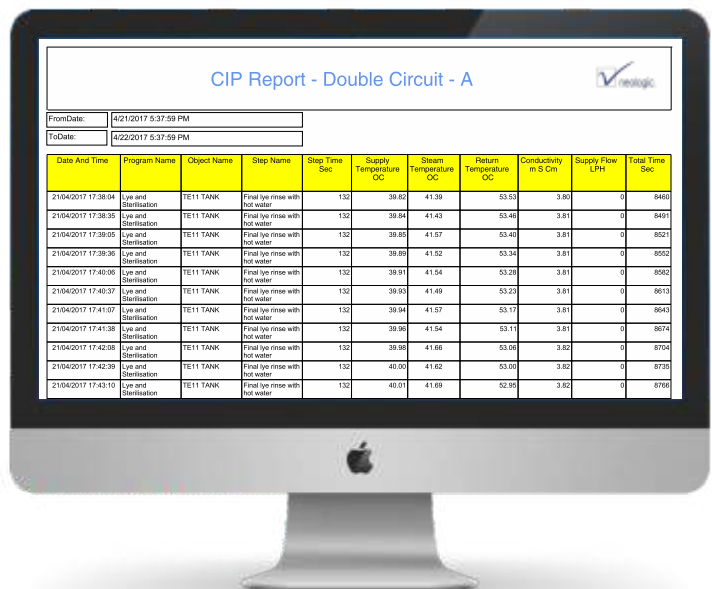 CIP Report - Double Circuit - A
neologic
FromDate: 4/21/2017 5:37:59 PM
ToDate: 4/22/2017 5:37:59 PM
Date And Time Program Name Object Name Step Name Step Time Supply Steam Return Conductivity Supply Flow Total Time
Sec Temperature Temperature Temperature m S Cm LPH Sec
OC OC OC
21/04/2017 17:38:04 Lye and TE11 TANK Final lye rinse with 132 39.82 41.39 53.53 3.80 0 8460
Sterilisation hot water
21/04/2017 17:38:35 Lye and TE11 TANK Final lye rinse with 132 39.84 41.43 53.46 3.81 0 8491
Sterilisation hot water
21/04/2017 17:39:05 Lye and TE11 TANK Final lye rinse with 132 39.85 41.57 53.40 3.81 0 8521
Sterilisation hot water
21/04/2017 17:39:36 Lye and TE11 TANK Final lye rinse with 132 39.89 41.52 53.34 3.81 0 8552
Sterilisation hot water
21/04/2017 17:40:06 Lye and TE11 TANK Final lye rinse with 132 39.91 41.54 53.28 3.81 0 8582
Sterilisation hot water
21/04/2017 17:40:37 Lye and TE11 TANK Final lye rinse with 132 39.93 41.49 53.23 3.81 0 8613
Sterilisation hot water
21/04/2017 17:41:07 Lye and TE11 TANK Final lye rinse with 132 39.94 41.57 53.17 3.81 0 8643
Sterilisation hot water
21/04/2017 17:41:38 Lye and TE11 TANK Final lye rinse with 132 39.96 41.54 53.11 3.81 0 8674
Sterilisation hot water
21/04/2017 17:42:08 Lye and TE11 TANK Final lye rinse with 132 39.98 41.66 53.06 3.82 0 8704
Sterilisation hot water
21/04/2017 17:42:39 Lye and TE11 TANK Final lye rinse with 132 40.00 41.62 53.00 3.82 0 8735
Sterilisation hot water
21/04/2017 17:43:10 Lye and TE11 TANK Final lye rinse with 132 40.01 41.69 52.95 3.82 0 8766
Sterilisation hot water